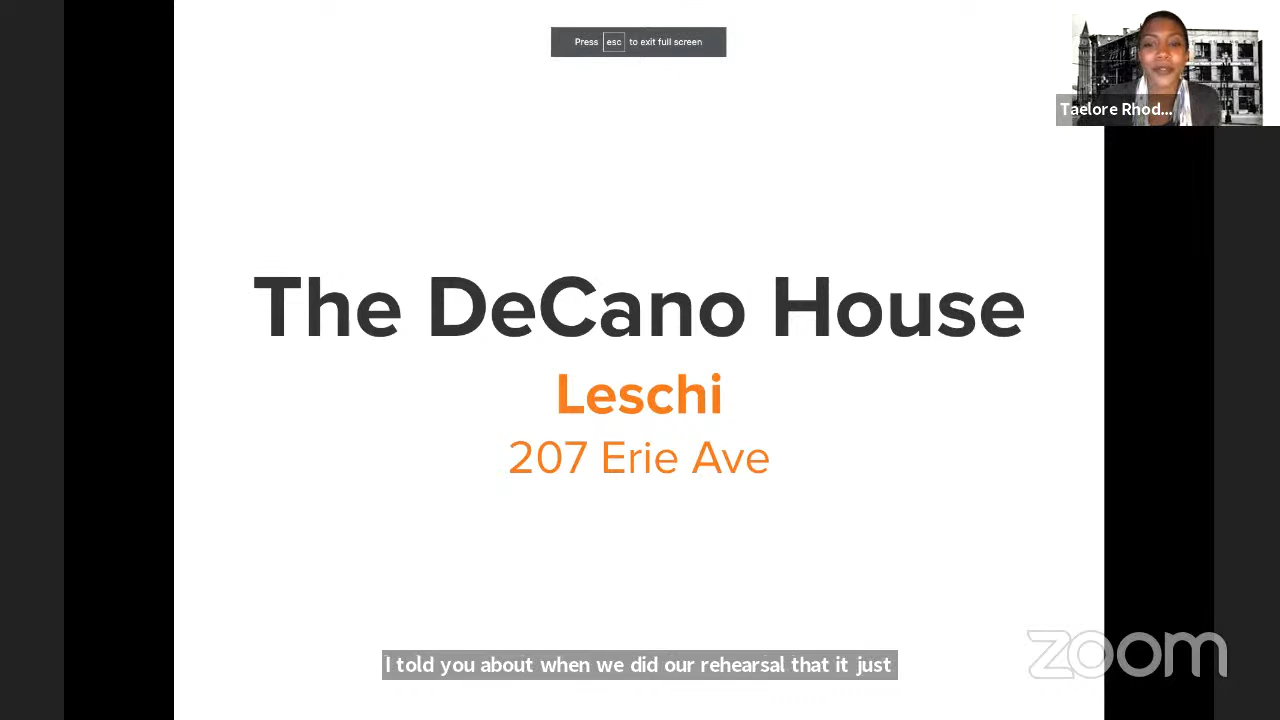 Press esc to exit full screen
Taelore Rhod...
The DeCano House
Leschi
207 Erie Ave
zoom
I told you about when we did our rehearsal that it just